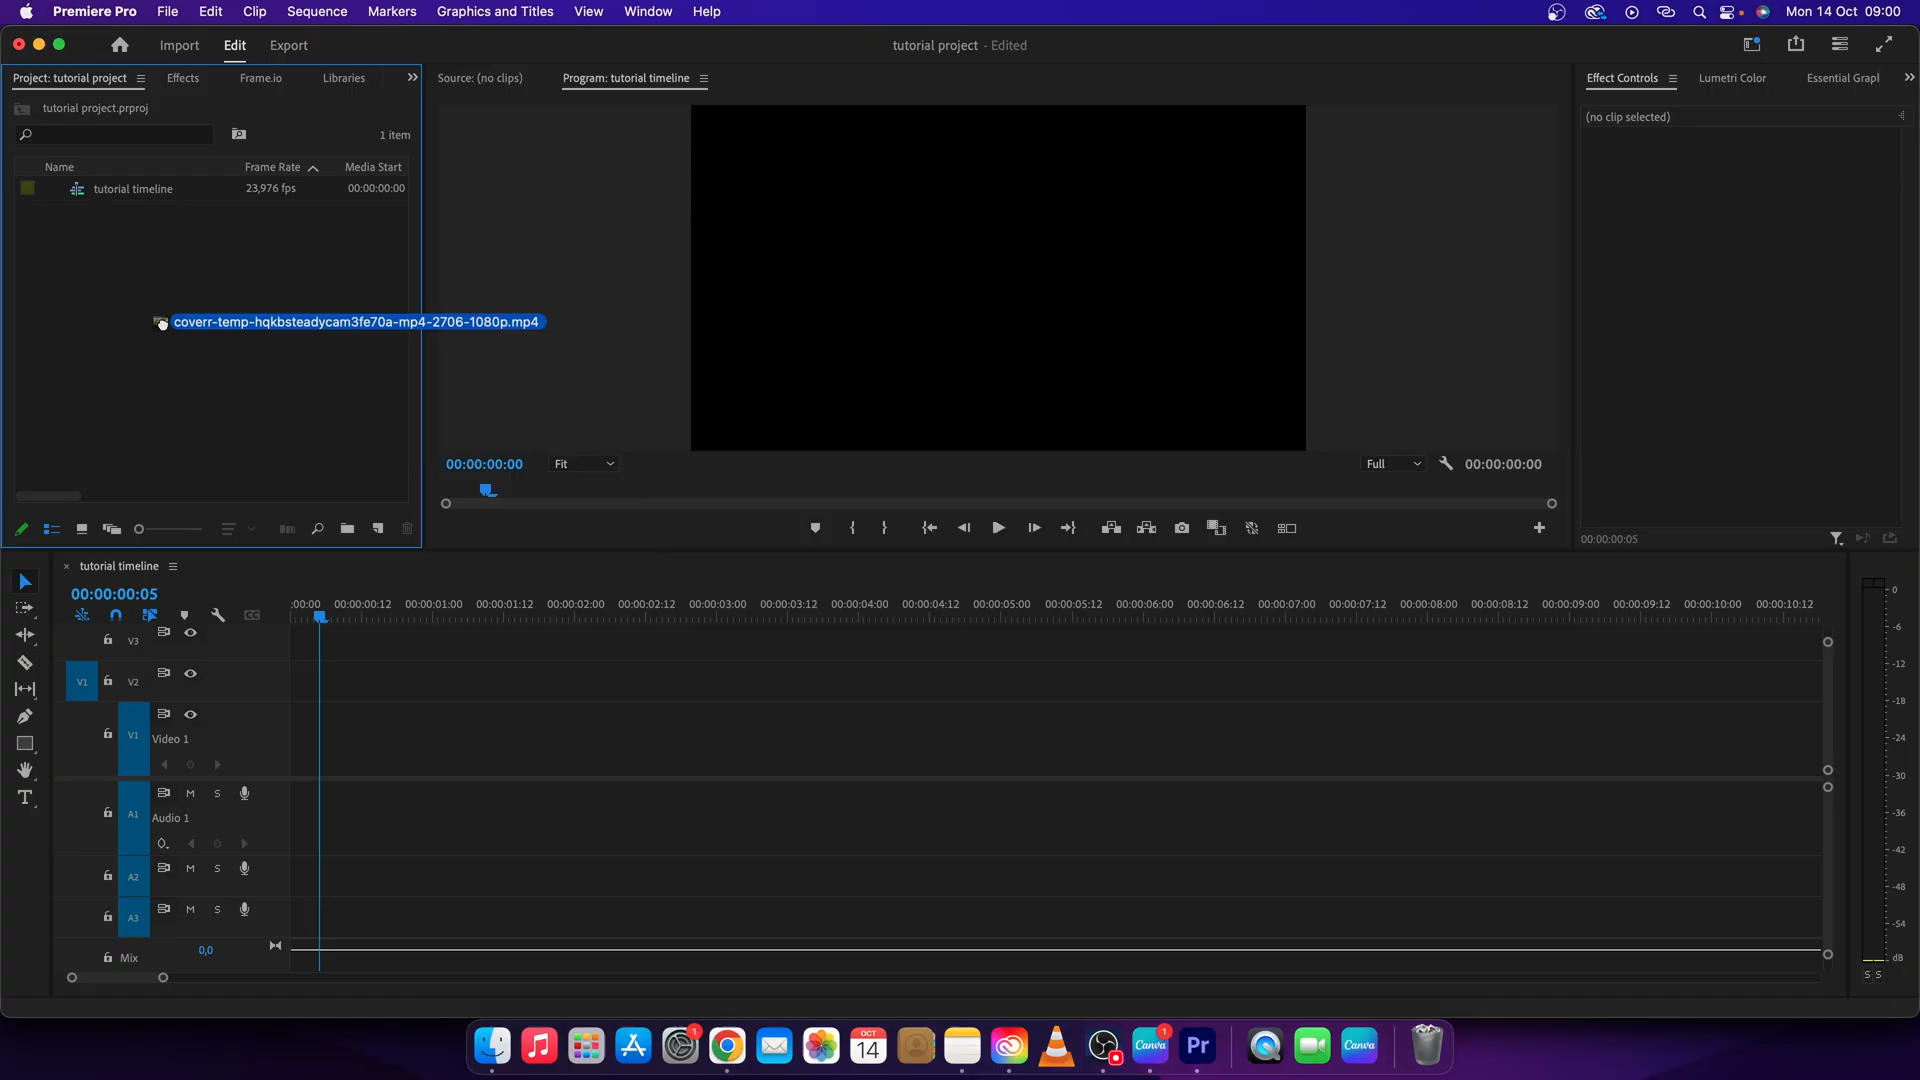 Premiere Pro File Edit Clip Sequence Markers Graphics and Titles View Window Help Mon 14 Oct 09:00
Import Edit Export tutorial project - Edited
Project: tutorial project Effects Frame.io Libraries Source: (no clips) Program: tutorial timeline Effect Controls Lumetri Color Essential Grapl
tutorial project.prproj
(no clip selected)
1 item
Name Frame Rate Media Start
tutorial timeline 23,976 fps 00:00:00:00
coverr-temp-hqkbsteadycam3fe70a-mp4-2706-1080p.mp4
00:00:00:00 Fit Full 00:00:00:00
00:00:00:05
tutorial timeline
00:00:00:05
:00:00 00:00:00:12 00:00:01:00 00:00:01:12 00:00:02:00 00:00:02:12 00:00:03:00 00:00:03:12 00:00:04:00 00:00:04:12 00:00:05:00 00:00:05:12 00:00:06:00 00:00:06:12 00:00:07:00 00:00:07:12 00:00:08:00 00:00:08:12 00:00:09:00 00:00:09:12 00:00:10:00 00:00:10:12
CC
V3
V1 V2
V1
Video 1
A1 M S
Audio 1
A2 M S
A3 M S
0,0
Mix
0
-6
-12
-18
-24
-30
-36
-42
-48
-54
dB
S S
T
OCT
14
1
Canva
1
Pr
Canva